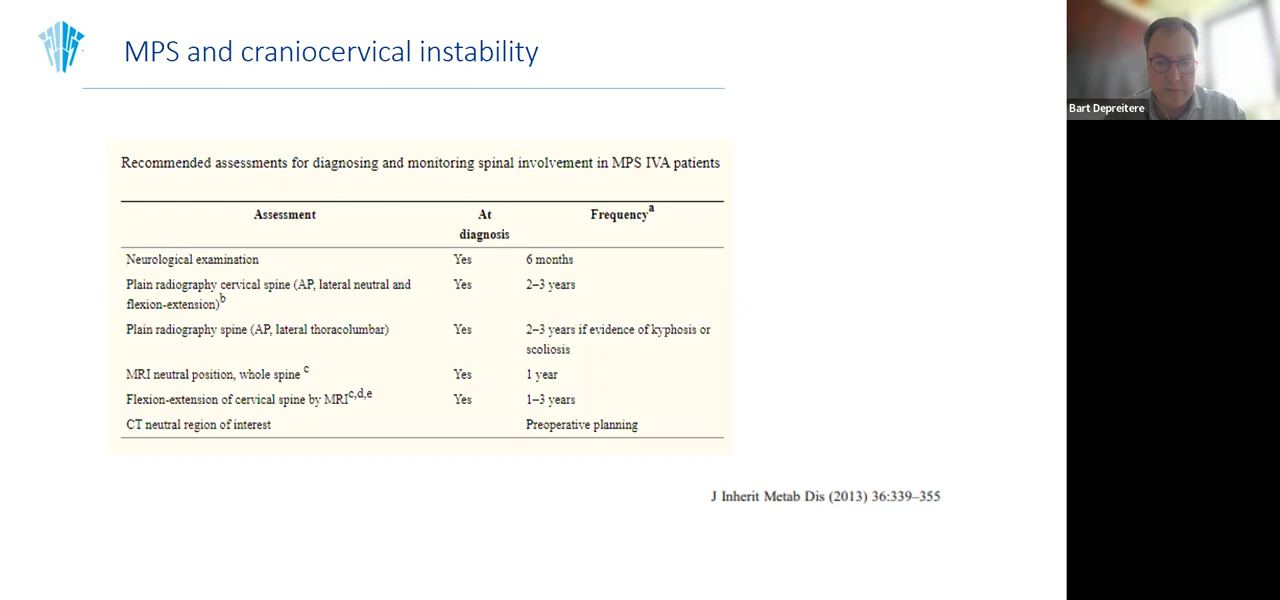 MPS and craniocervical instability
Bart Depreitere
Recommended assessments for diagnosing and monitoring spinal involvement in MPS IVA patients
Assessment At diagnosis Frequencyᵃ
Neurological examination Yes 6 months
Plain radiography cervical spine (AP, lateral neutral and flexion-extension)ᵇ Yes 2–3 years
Plain radiography spine (AP, lateral thoracolumbar) Yes 2–3 years if evidence of kyphosis or scoliosis
MRI neutral position, whole spine ᶜ Yes 1 year
Flexion-extension of cervical spine by MRIᶜ,ᵈ,ᵉ Yes 1–3 years
CT neutral region of interest Preoperative planning
J Inherit Metab Dis (2013) 36:339–355